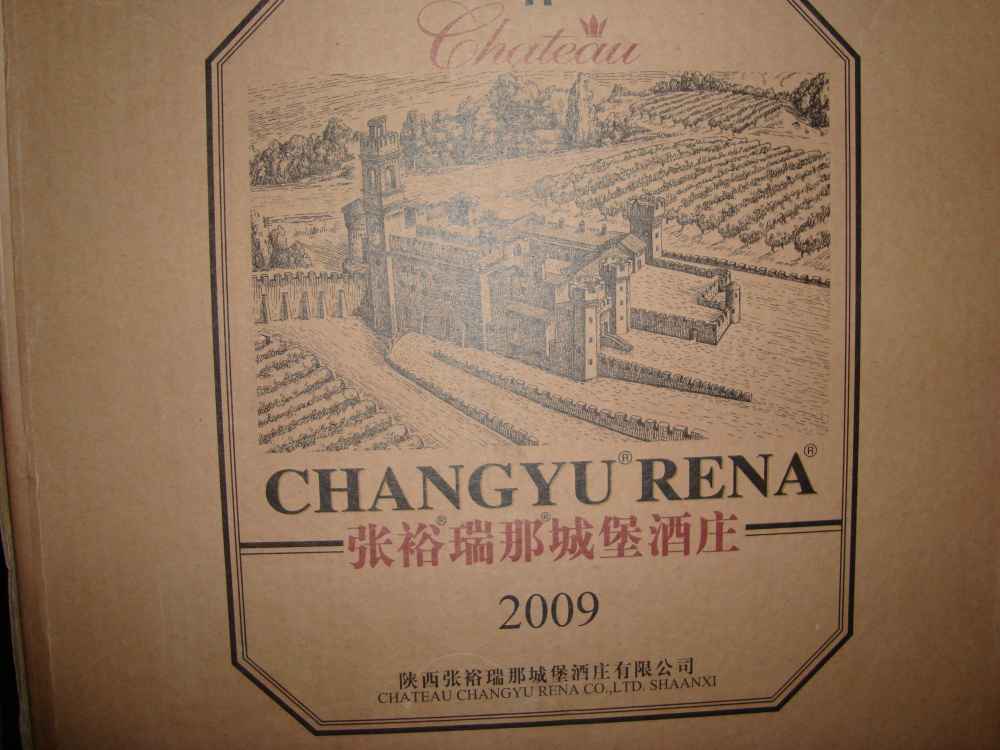 Chateau
CHANGYU® RENA®
张裕®瑞那®城堡酒庄
2009
陕西张裕瑞那城堡酒庄有限公司
CHATEAU CHANGYU RENA CO.,LTD. SHAANXI